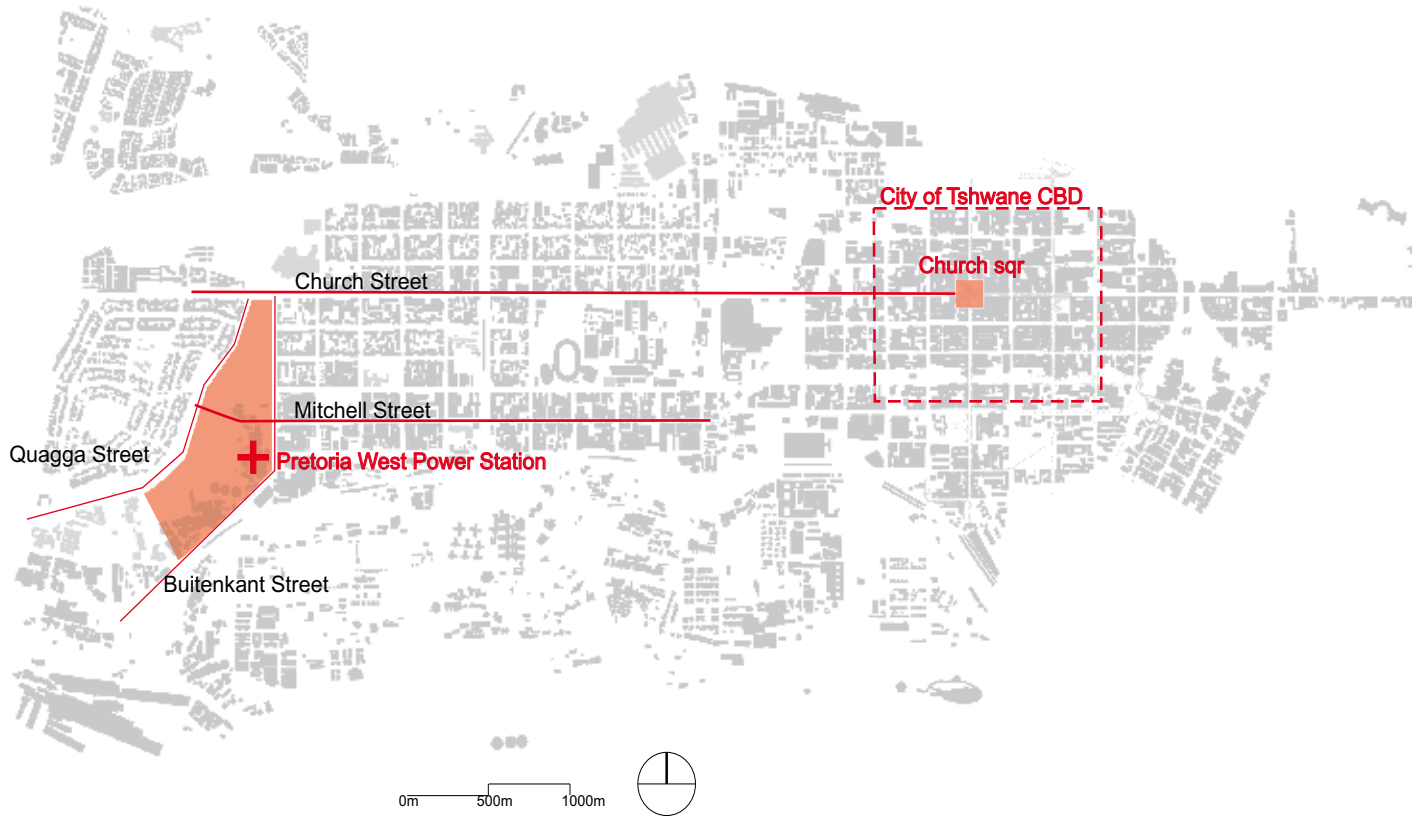 City of Tshwane CBD
Church sqr
Church Street
Mitchell Street
Quagga Street
Pretoria West Power Station
Buitenkant Street
0m 500m 1000m